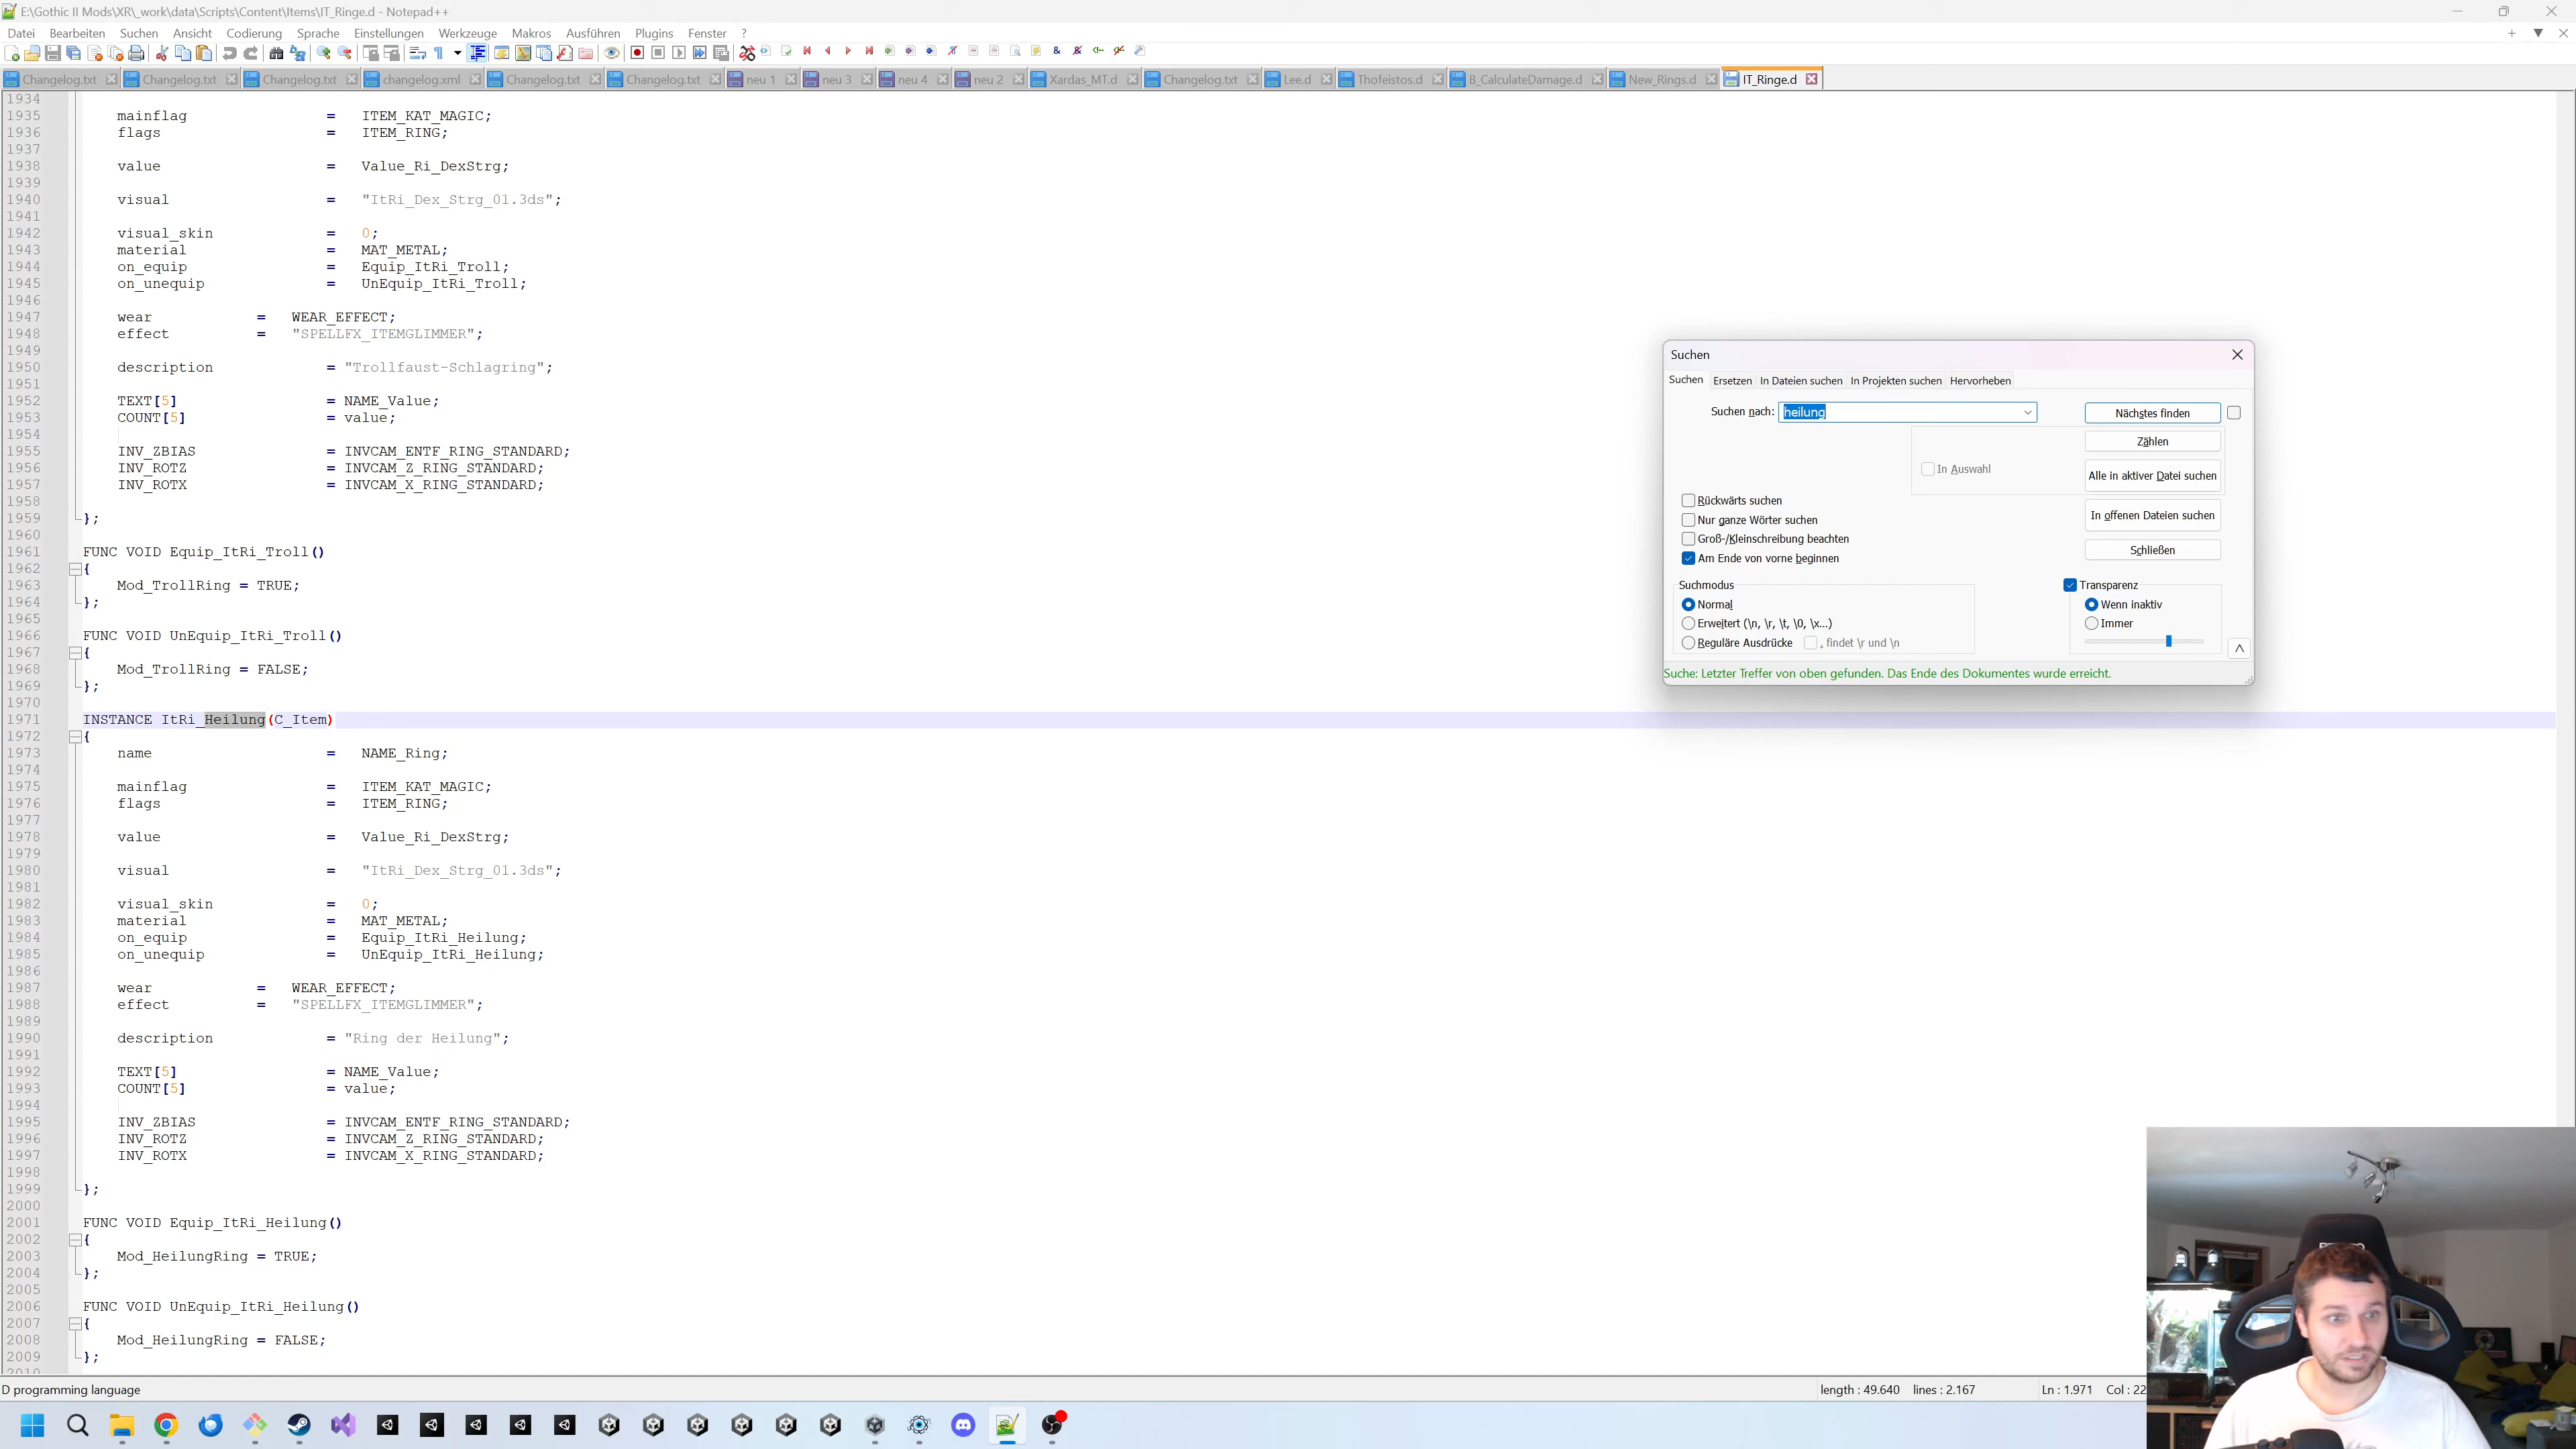 E:\Gothic II Mods\XR\_work\data\Scripts\Content\Items\IT_Ringe.d - Notepad++
Datei Bearbeiten Suchen Ansicht Codierung Sprache Einstellungen Werkzeuge Makros Ausführen Plugins Fenster ?
Changelog.txt Changelog.txt Changelog.txt changelog.xml Changelog.txt Changelog.txt neu 1 neu 3 neu 4 neu 2 Xardas_MT.d Changelog.txt Lee.d Thofeistos.d B_CalculateDamage.d New_Rings.d IT_Ringe.d
1934
1935 mainflag = ITEM_KAT_MAGIC;
1936 flags = ITEM_RING;
1937
1938 value = Value_Ri_DexStrg;
1939
1940 visual = "ItRi_Dex_Strg_01.3ds";
1941
1942 visual_skin = 0;
1943 material = MAT_METAL;
1944 on_equip = Equip_ItRi_Troll;
1945 on_unequip = UnEquip_ItRi_Troll;
1946
1947 wear = WEAR_EFFECT;
1948 effect = "SPELLFX_ITEMGLIMMER";
1949
1950 description = "Trollfaust-Schlagring";
1951
1952 TEXT[5] = NAME_Value;
1953 COUNT[5] = value;
1954
1955 INV_ZBIAS = INVCAM_ENTF_RING_STANDARD;
1956 INV_ROTZ = INVCAM_Z_RING_STANDARD;
1957 INV_ROTX = INVCAM_X_RING_STANDARD;
1958
1959 };
1960
1961 FUNC VOID Equip_ItRi_Troll()
1962 {
1963 Mod_TrollRing = TRUE;
1964 };
1965
1966 FUNC VOID UnEquip_ItRi_Troll()
1967 {
1968 Mod_TrollRing = FALSE;
1969 };
1970
1971 INSTANCE ItRi_Heilung(C_Item)
1972 {
1973 name = NAME_Ring;
1974
1975 mainflag = ITEM_KAT_MAGIC;
1976 flags = ITEM_RING;
1977
1978 value = Value_Ri_DexStrg;
1979
1980 visual = "ItRi_Dex_Strg_01.3ds";
1981
1982 visual_skin = 0;
1983 material = MAT_METAL;
1984 on_equip = Equip_ItRi_Heilung;
1985 on_unequip = UnEquip_ItRi_Heilung;
1986
1987 wear = WEAR_EFFECT;
1988 effect = "SPELLFX_ITEMGLIMMER";
1989
1990 description = "Ring der Heilung";
1991
1992 TEXT[5] = NAME_Value;
1993 COUNT[5] = value;
1994
1995 INV_ZBIAS = INVCAM_ENTF_RING_STANDARD;
1996 INV_ROTZ = INVCAM_Z_RING_STANDARD;
1997 INV_ROTX = INVCAM_X_RING_STANDARD;
1998
1999 };
2000
2001 FUNC VOID Equip_ItRi_Heilung()
2002 {
2003 Mod_HeilungRing = TRUE;
2004 };
2005
2006 FUNC VOID UnEquip_ItRi_Heilung()
2007 {
2008 Mod_HeilungRing = FALSE;
2009 };
Suchen
Suchen Ersetzen In Dateien suchen In Projekten suchen Hervorheben
Suchen nach: heilung Nächstes finden
Zählen
In Auswahl
Alle in aktiver Datei suchen
Rückwärts suchen
In offenen Dateien suchen
Nur ganze Wörter suchen
Groß-/Kleinschreibung beachten
Schließen
Am Ende von vorne beginnen
Suchmodus Transparenz
Normal Wenn inaktiv
Erweitert (\n, \r, \t, \0, \x...) Immer
Reguläre Ausdrücke . findet \r und \n
Suche: Letzter Treffer von oben gefunden. Das Ende des Dokumentes wurde erreicht.
D programming language length : 49.640 lines : 2.167 Ln : 1.971 Col : 22